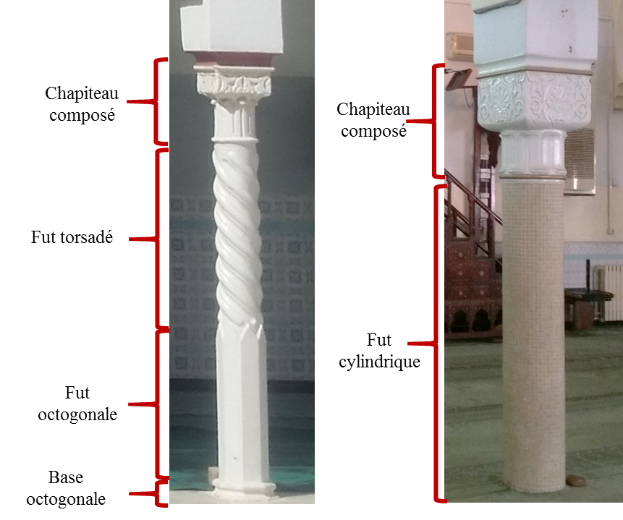 Chapiteau
composé
Fut torsadé
Fut
octogonale
Base
octogonale
Chapiteau
composé
Fut
cylindrique